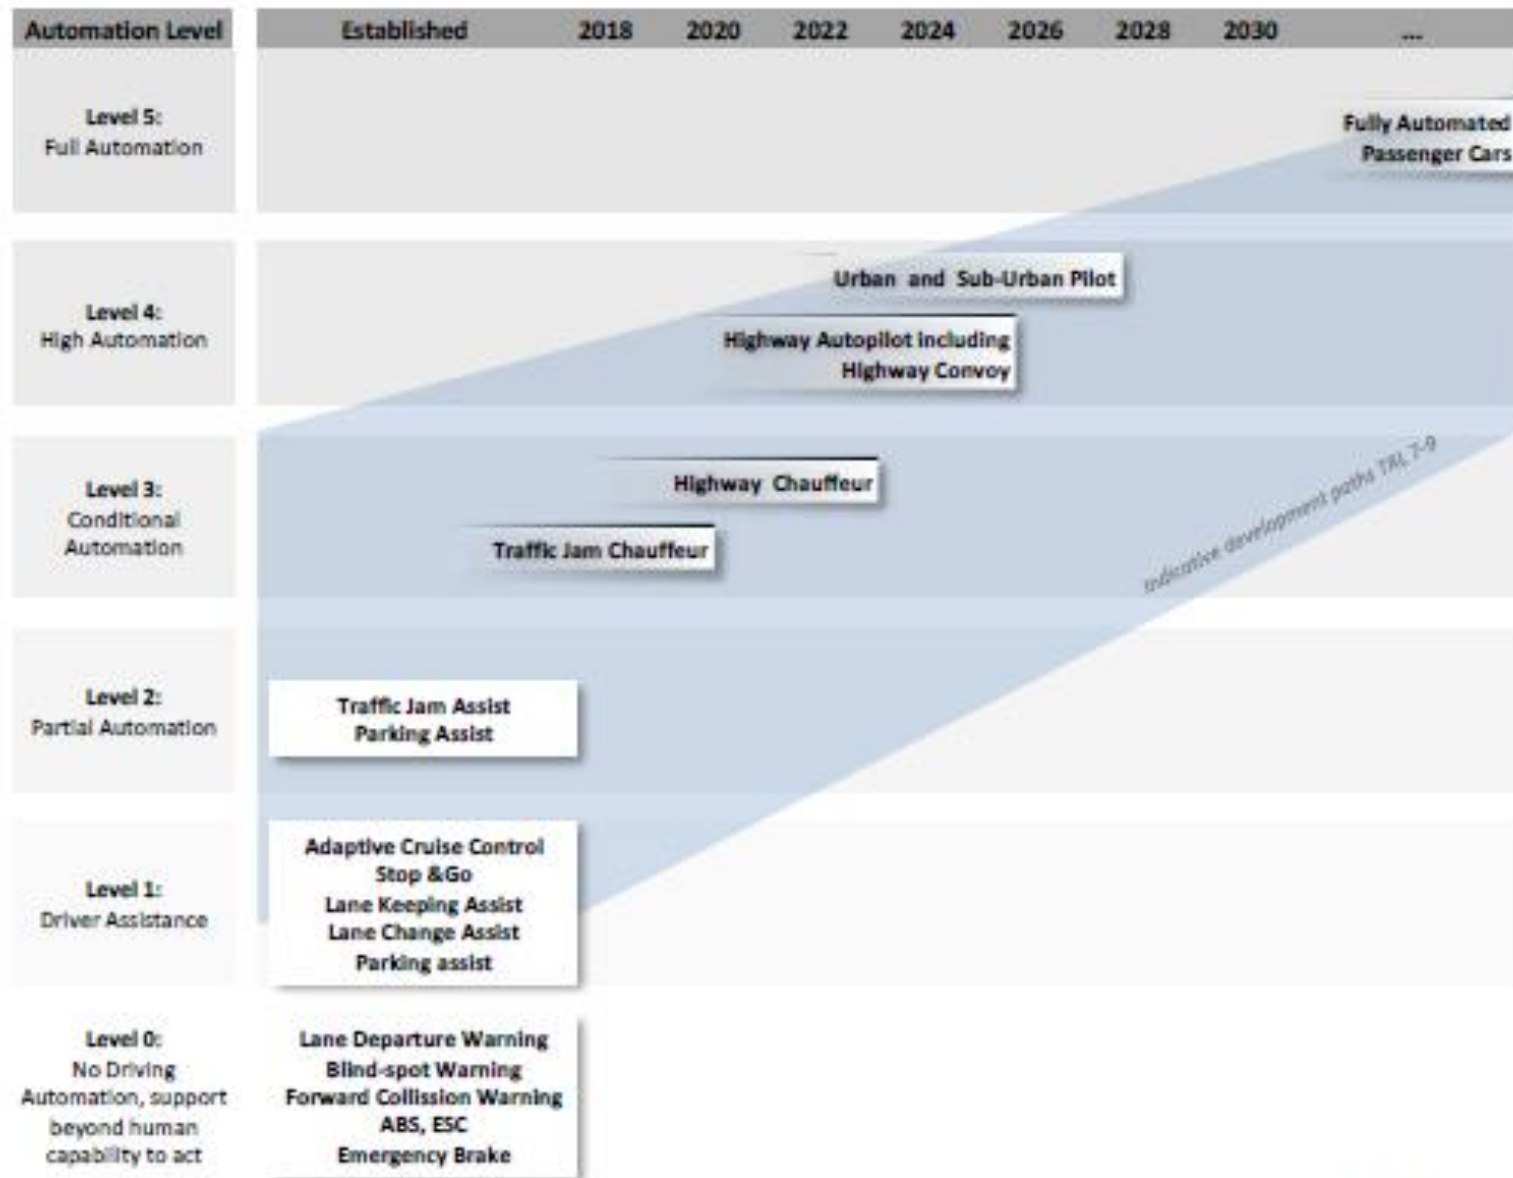 Automation Level Established 2018 2020 2022 2024 2026 2028 2030 ...
Level 5:
Full Automation
Fully Automated
Passenger Cars
Level 4:
High Automation
Urban and Sub-Urban Pilot
Highway Autopilot including
Highway Convoy
Level 3:
Conditional
Automation
Highway Chauffeur
Traffic Jam Chauffeur
Indicative development paths TRL 7-9
Level 2:
Partial Automation
Traffic Jam Assist
Parking Assist
Level 1:
Driver Assistance
Adaptive Cruise Control
Stop &Go
Lane Keeping Assist
Lane Change Assist
Parking assist
Level 0:
No Driving
Automation, support
beyond human
capability to act
Lane Departure Warning
Blind-spot Warning
Forward Collission Warning
ABS, ESC
Emergency Brake